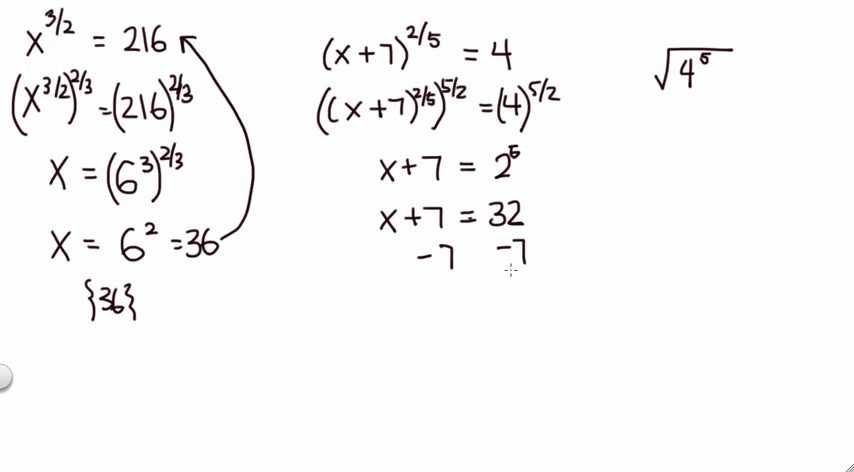 x^{3/2} = 216
(x^{3/2})^{2/3} = (216)^{2/3}
x = (6^3)^{2/3}
x = 6^2 = 36
{36}
(x+7)^{2/5} = 4
((x+7)^{2/5})^{5/2} = (4)^{5/2}
x+7 = 2^5
x+7 = 32
-7 -7
√4^5